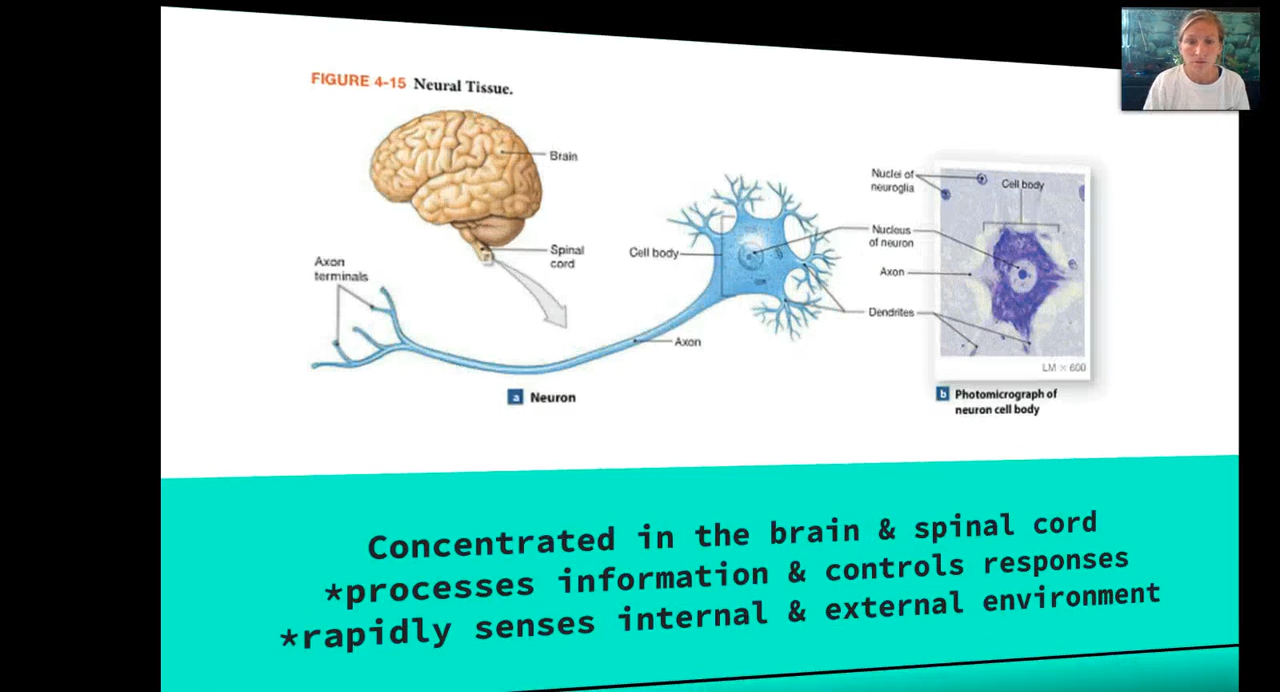 FIGURE 4-15 Neural Tissue.
Brain
Spinal
cord
Axon
terminals
Cell body
Axon
a Neuron
Nuclei of
neuroglia
Cell body
Nucleus
of neuron
Axon
Dendrites
LM × 600
b Photomicrograph of
neuron cell body
Concentrated in the brain & spinal cord
*processes information & controls responses
*rapidly senses internal & external environment